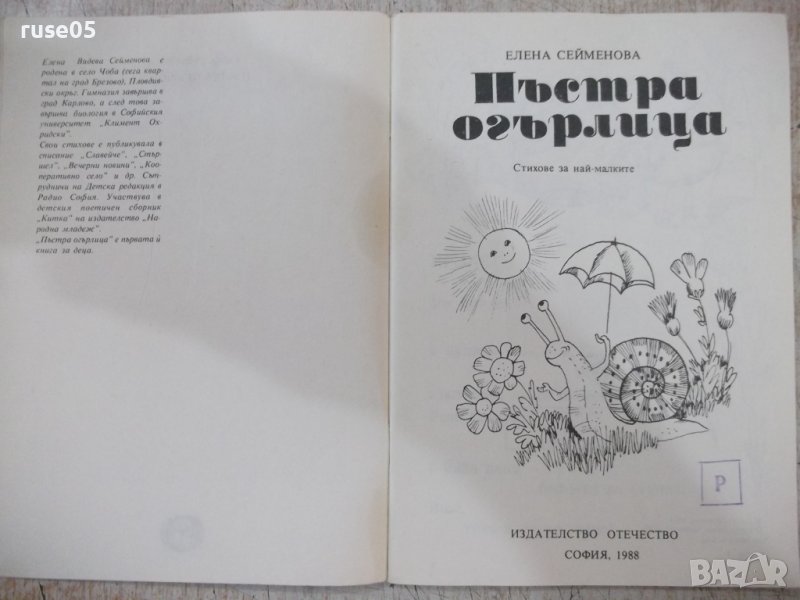 ruse05
Елена Видева Сейменова е
родена в село Чоба (сега квар
тал на град Брезово), Пловдив-
ски окръг. Гимназия завършва в
град Карлово, а след това за-
вършва биология в Софийския
университет „Климент Ох-
ридски".
Свои стихове е публикувала в
списание „Славейче", „Стър-
шел", „Вечерни новини", „Коо-
перативно село" и др. Сът-
рудничи на Детска редакция в
Радио София. Участвува в
детския поетичен сборник
„Китка" на издателство „На-
родна младеж".
„Пъстра огърлица" е първата ѝ
книга за деца.
ЕЛЕНА СЕЙМЕНОВА
Пъстра
огърлица
Стихове за най-малките
Р
ИЗДАТЕЛСТВО ОТЕЧЕСТВО
СОФИЯ, 1988
BAZAR